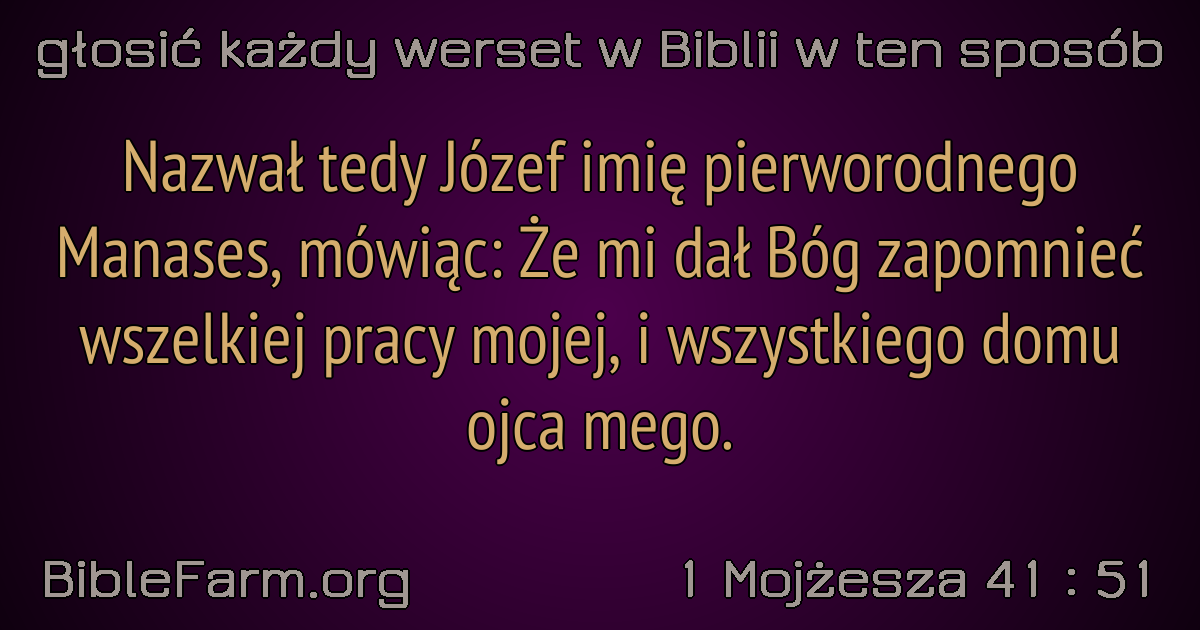 głosić każdy werset w Biblii w ten sposób
Nazwał tedy Józef imię pierworodnego
Manases, mówiąc: Że mi dał Bóg zapomnieć
wszelkiej pracy mojej, i wszystkiego domu
ojca mego.
BibleFarm.org
1 Mojżesza 41 : 51